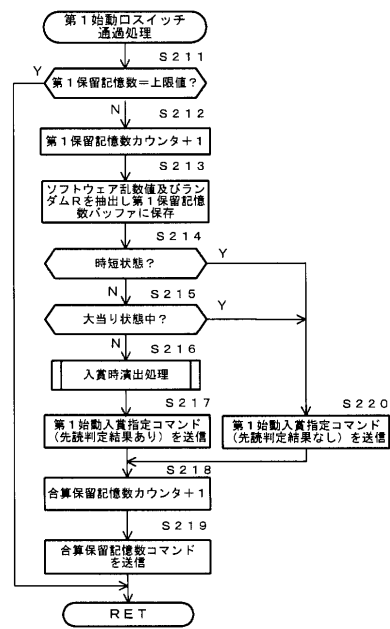 第1始動口スイッチ
通過処理
S211
Y
第1保留記憶数=上限値?
N
S212
第1保留記憶数カウンタ+1
S213
ソフトウェア乱数値及びラン
ダムRを抽出し第1保留記憶
数バッファに保存
S214
時短状態?
Y
N
S215
大当り状態中?
Y
N
S216
入賞時演出処理
S217
第1始動入賞指定コマンド
(先読判定結果あり)を送信
S220
第1始動入賞指定コマンド
(先読判定結果なし)を送信
S218
合算保留記憶数カウンタ+1
S219
合算保留記憶数コマンド
を送信
RET